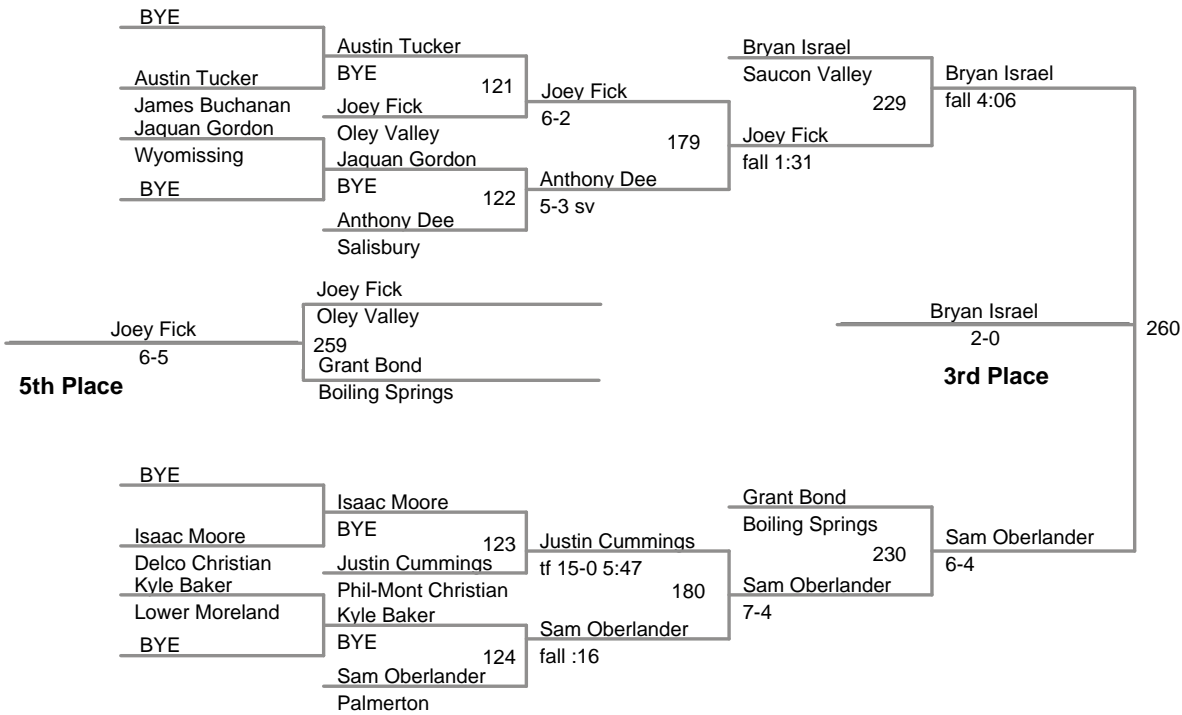 BYE
Austin Tucker
Bryan Israel
BYE
Saucon Valley
Bryan Israel
Austin Tucker
121
Joey Fick
229
fall 4:06
James Buchanan
Joey Fick
6-2
Jaquan Gordon
Oley Valley
179
Joey Fick
Wyomissing
Jaquan Gordon
fall 1:31
BYE
BYE
122
Anthony Dee
Anthony Dee
5-3 sv
Salisbury
Joey Fick
Oley Valley
Bryan Israel
Joey Fick
259
2-0
260
6-5
Grant Bond
3rd Place
5th Place
Boiling Springs
BYE
Isaac Moore
Grant Bond
BYE
Boiling Springs
Isaac Moore
123
Justin Cummings
230
Sam Oberlander
Delco Christian
Justin Cummings
tf 15-0 5:47
6-4
Kyle Baker
Phil-Mont Christian
180
Sam Oberlander
Lower Moreland
Kyle Baker
7-4
BYE
BYE
124
Sam Oberlander
Sam Oberlander
fall :16
Palmerton